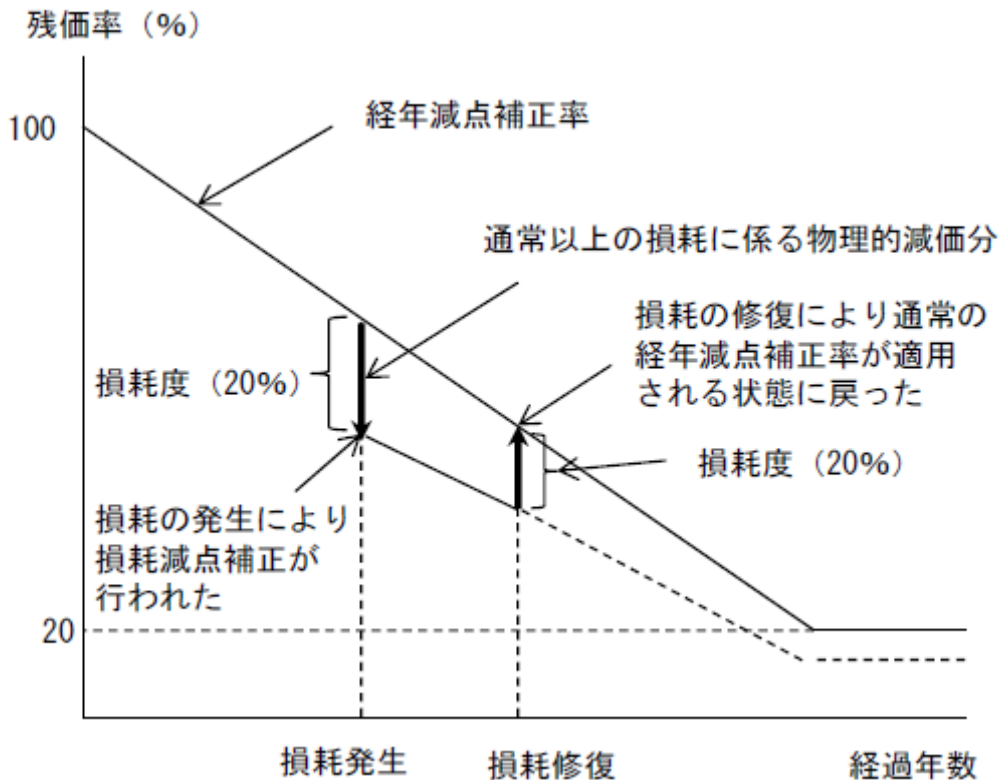 残価率（%）
100
経年減点補正率
通常以上の損耗に係る物理的減価分
損耗の修復により通常の
経年減点補正率が適用
される状態に戻った
損耗度（20%）
損耗度（20%）
損耗の発生により
損耗減点補正が
行われた
20
損耗発生
損耗修復
経過年数